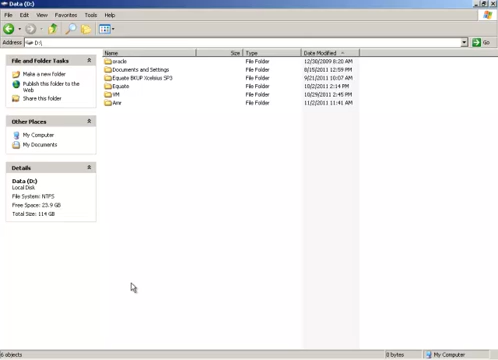 Data (D:)
File Edit View Favorites Tools Help
Address D:\ Go
File and Folder Tasks
Make a new folder
Publish this folder to the
Web
Share this folder
Other Places
My Computer
My Documents
Details
Data (D:)
Local Disk
File System: NTFS
Free Space: 23.9 GB
Total Size: 114 GB
Name Size Type Date Modified
oracle File Folder 12/30/2009 8:20 AM
Documents and Settings File Folder 8/15/2011 12:59 PM
Equate BKUP Xcelsius SP3 File Folder 9/21/2011 10:07 AM
Equate File Folder 10/2/2011 2:14 PM
VM File Folder 10/29/2011 2:45 PM
File Folder 11/2/2011 11:41 AM
6 objects 0 bytes My Computer